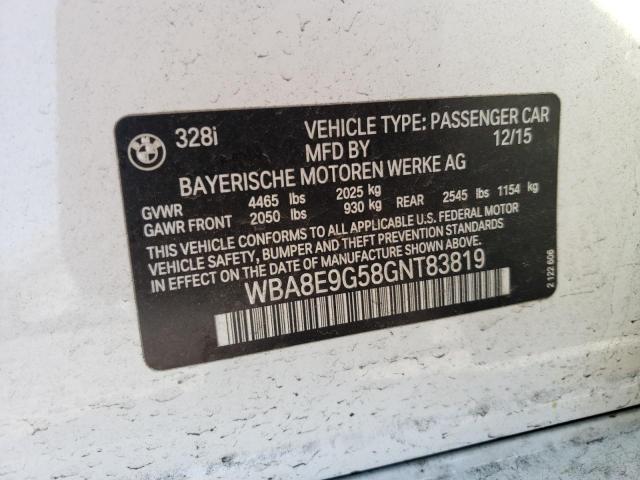 BMW
328i
VEHICLE TYPE: PASSENGER CAR
MFD BY 12/15
BAYERISCHE MOTOREN WERKE AG
GVWR 4465 lbs 2025 kg
GAWR FRONT 2050 lbs 930 kg REAR 2545 lbs 1154 kg
THIS VEHICLE CONFORMS TO ALL APPLICABLE U.S. FEDERAL MOTOR
VEHICLE SAFETY, BUMPER AND THEFT PREVENTION STANDARDS
IN EFFECT ON THE DATE OF MANUFACTURE SHOWN ABOVE.
WBA8E9G58GNT83819
2 122 606